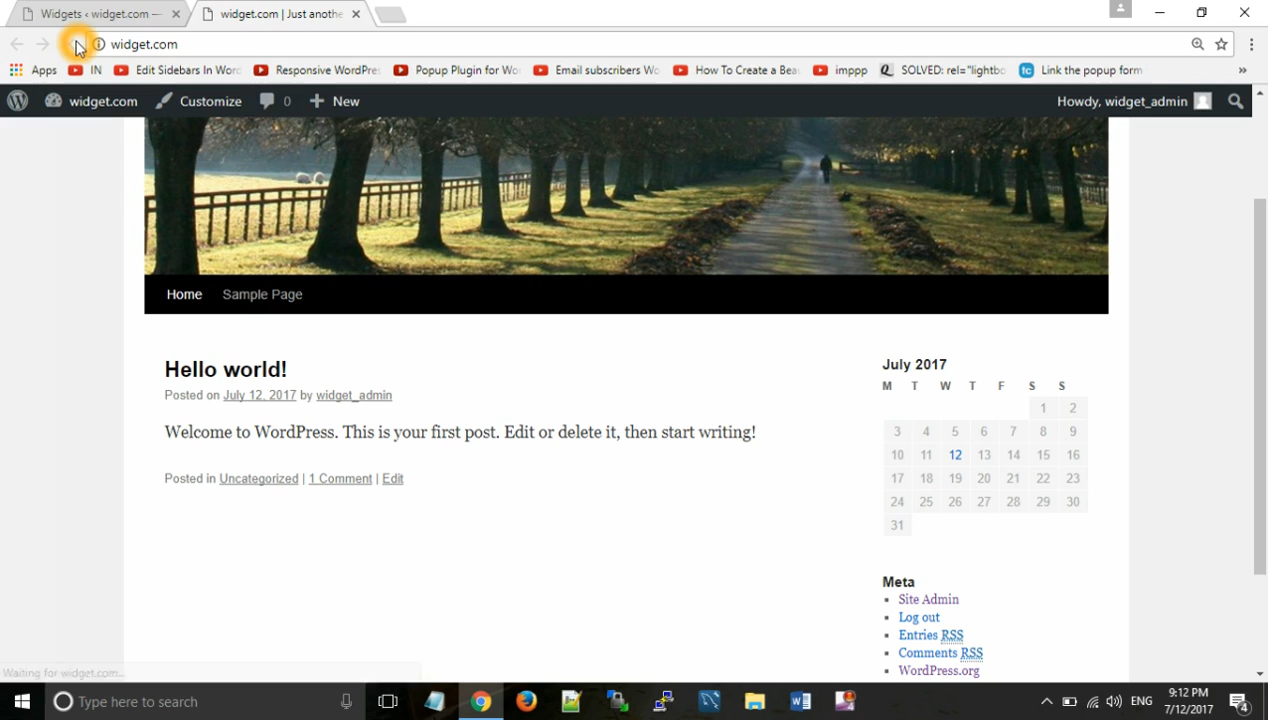 Widgets ‹ widget.com —
widget.com | Just anothe
widget.com
Apps
IN
Edit Sidebars In Word
Responsive WordPres
Popup Plugin for Wo
Email subscribers Wo
How To Create a Beau
imppp
SOLVED: rel="lightbo
Link the popup form
»
widget.com
Customize
0
New
Howdy, widget_admin
Home
Sample Page
Hello world!
Posted on July 12, 2017 by widget_admin
Welcome to WordPress. This is your first post. Edit or delete it, then start writing!
Posted in Uncategorized | 1 Comment | Edit
July 2017
M T W T F S S
1 2
3 4 5 6 7 8 9
10 11 12 13 14 15 16
17 18 19 20 21 22 23
24 25 26 27 28 29 30
31
Meta
Site Admin
Log out
Entries RSS
Comments RSS
WordPress.org
Waiting for widget.com...
Type here to search
ENG
9:12 PM
7/12/2017
4